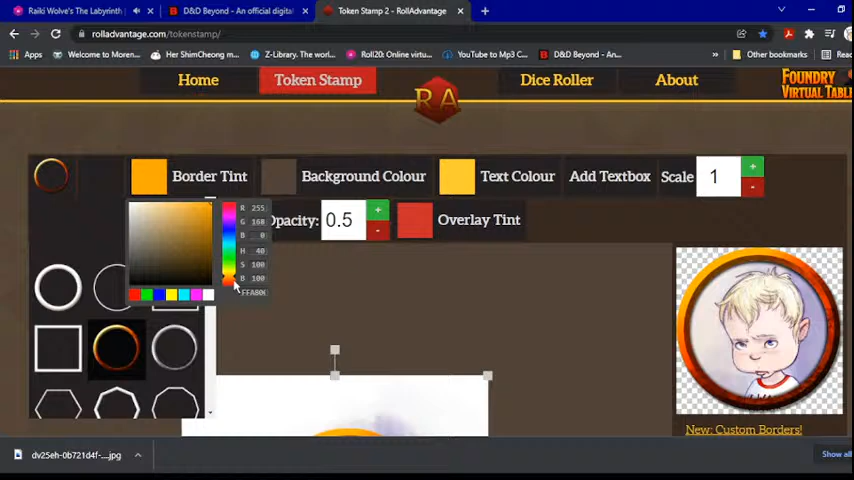 Raiki Wolve's The Labyrinth
D&D Beyond - An official digital
Token Stamp 2 - RollAdvantage
rolladvantage.com/tokenstamp/
Apps
Welcome to Moren...
Her ShimCheong m...
Z-Library. The world...
Roll20: Online virtu...
YouTube to Mp3 C...
D&D Beyond - An...
»
Other bookmarks
Read
Home
Token Stamp
RA
Dice Roller
About
FOUNDRY
VIRTUAL TABL
Border Tint
Background Colour
Text Colour
Add Textbox
Scale
1
+
-
R 255
G 168
B 0
H 40
S 100
B 100
FFA800
Opacity:
0.5
+
-
Overlay Tint
New: Custom Borders!
dv25eh-0b721d4f-....jpg
Show all